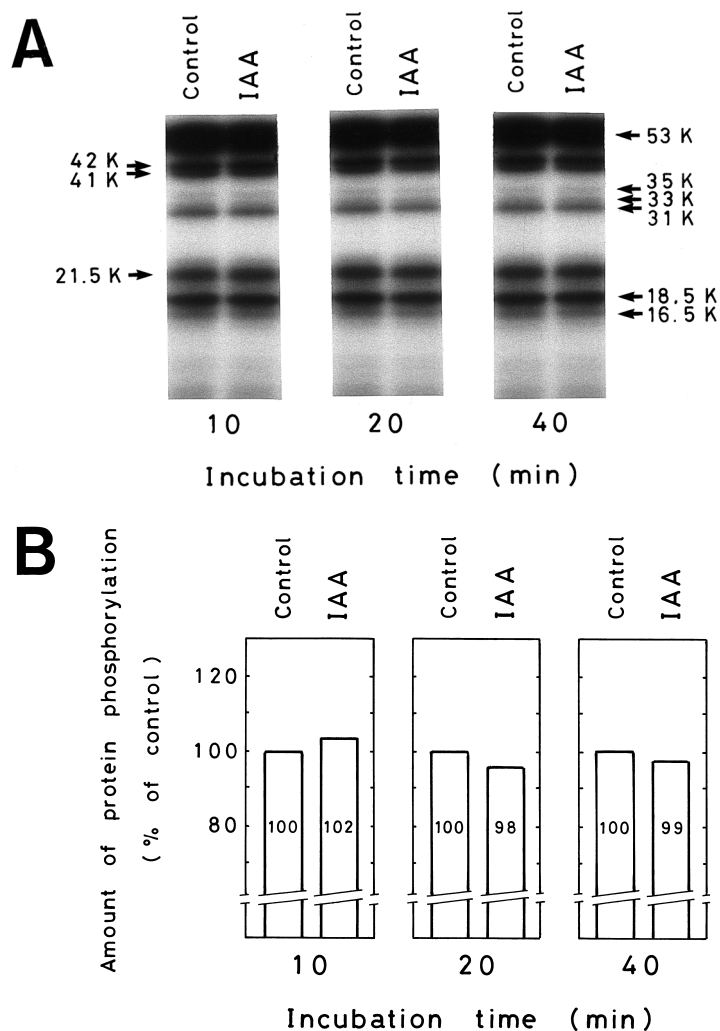 A
Control
IAA
Control
IAA
Control
IAA
42 K
41 K
21.5 K
53 K
35 K
33 K
31 K
18.5 K
16.5 K
10
20
40
Incubation time (min)
B
Amount of protein phosphorylation
(% of control)
Control
IAA
Control
IAA
Control
IAA
120
100
80
100
102
100
98
100
99
10
20
40
Incubation time (min)